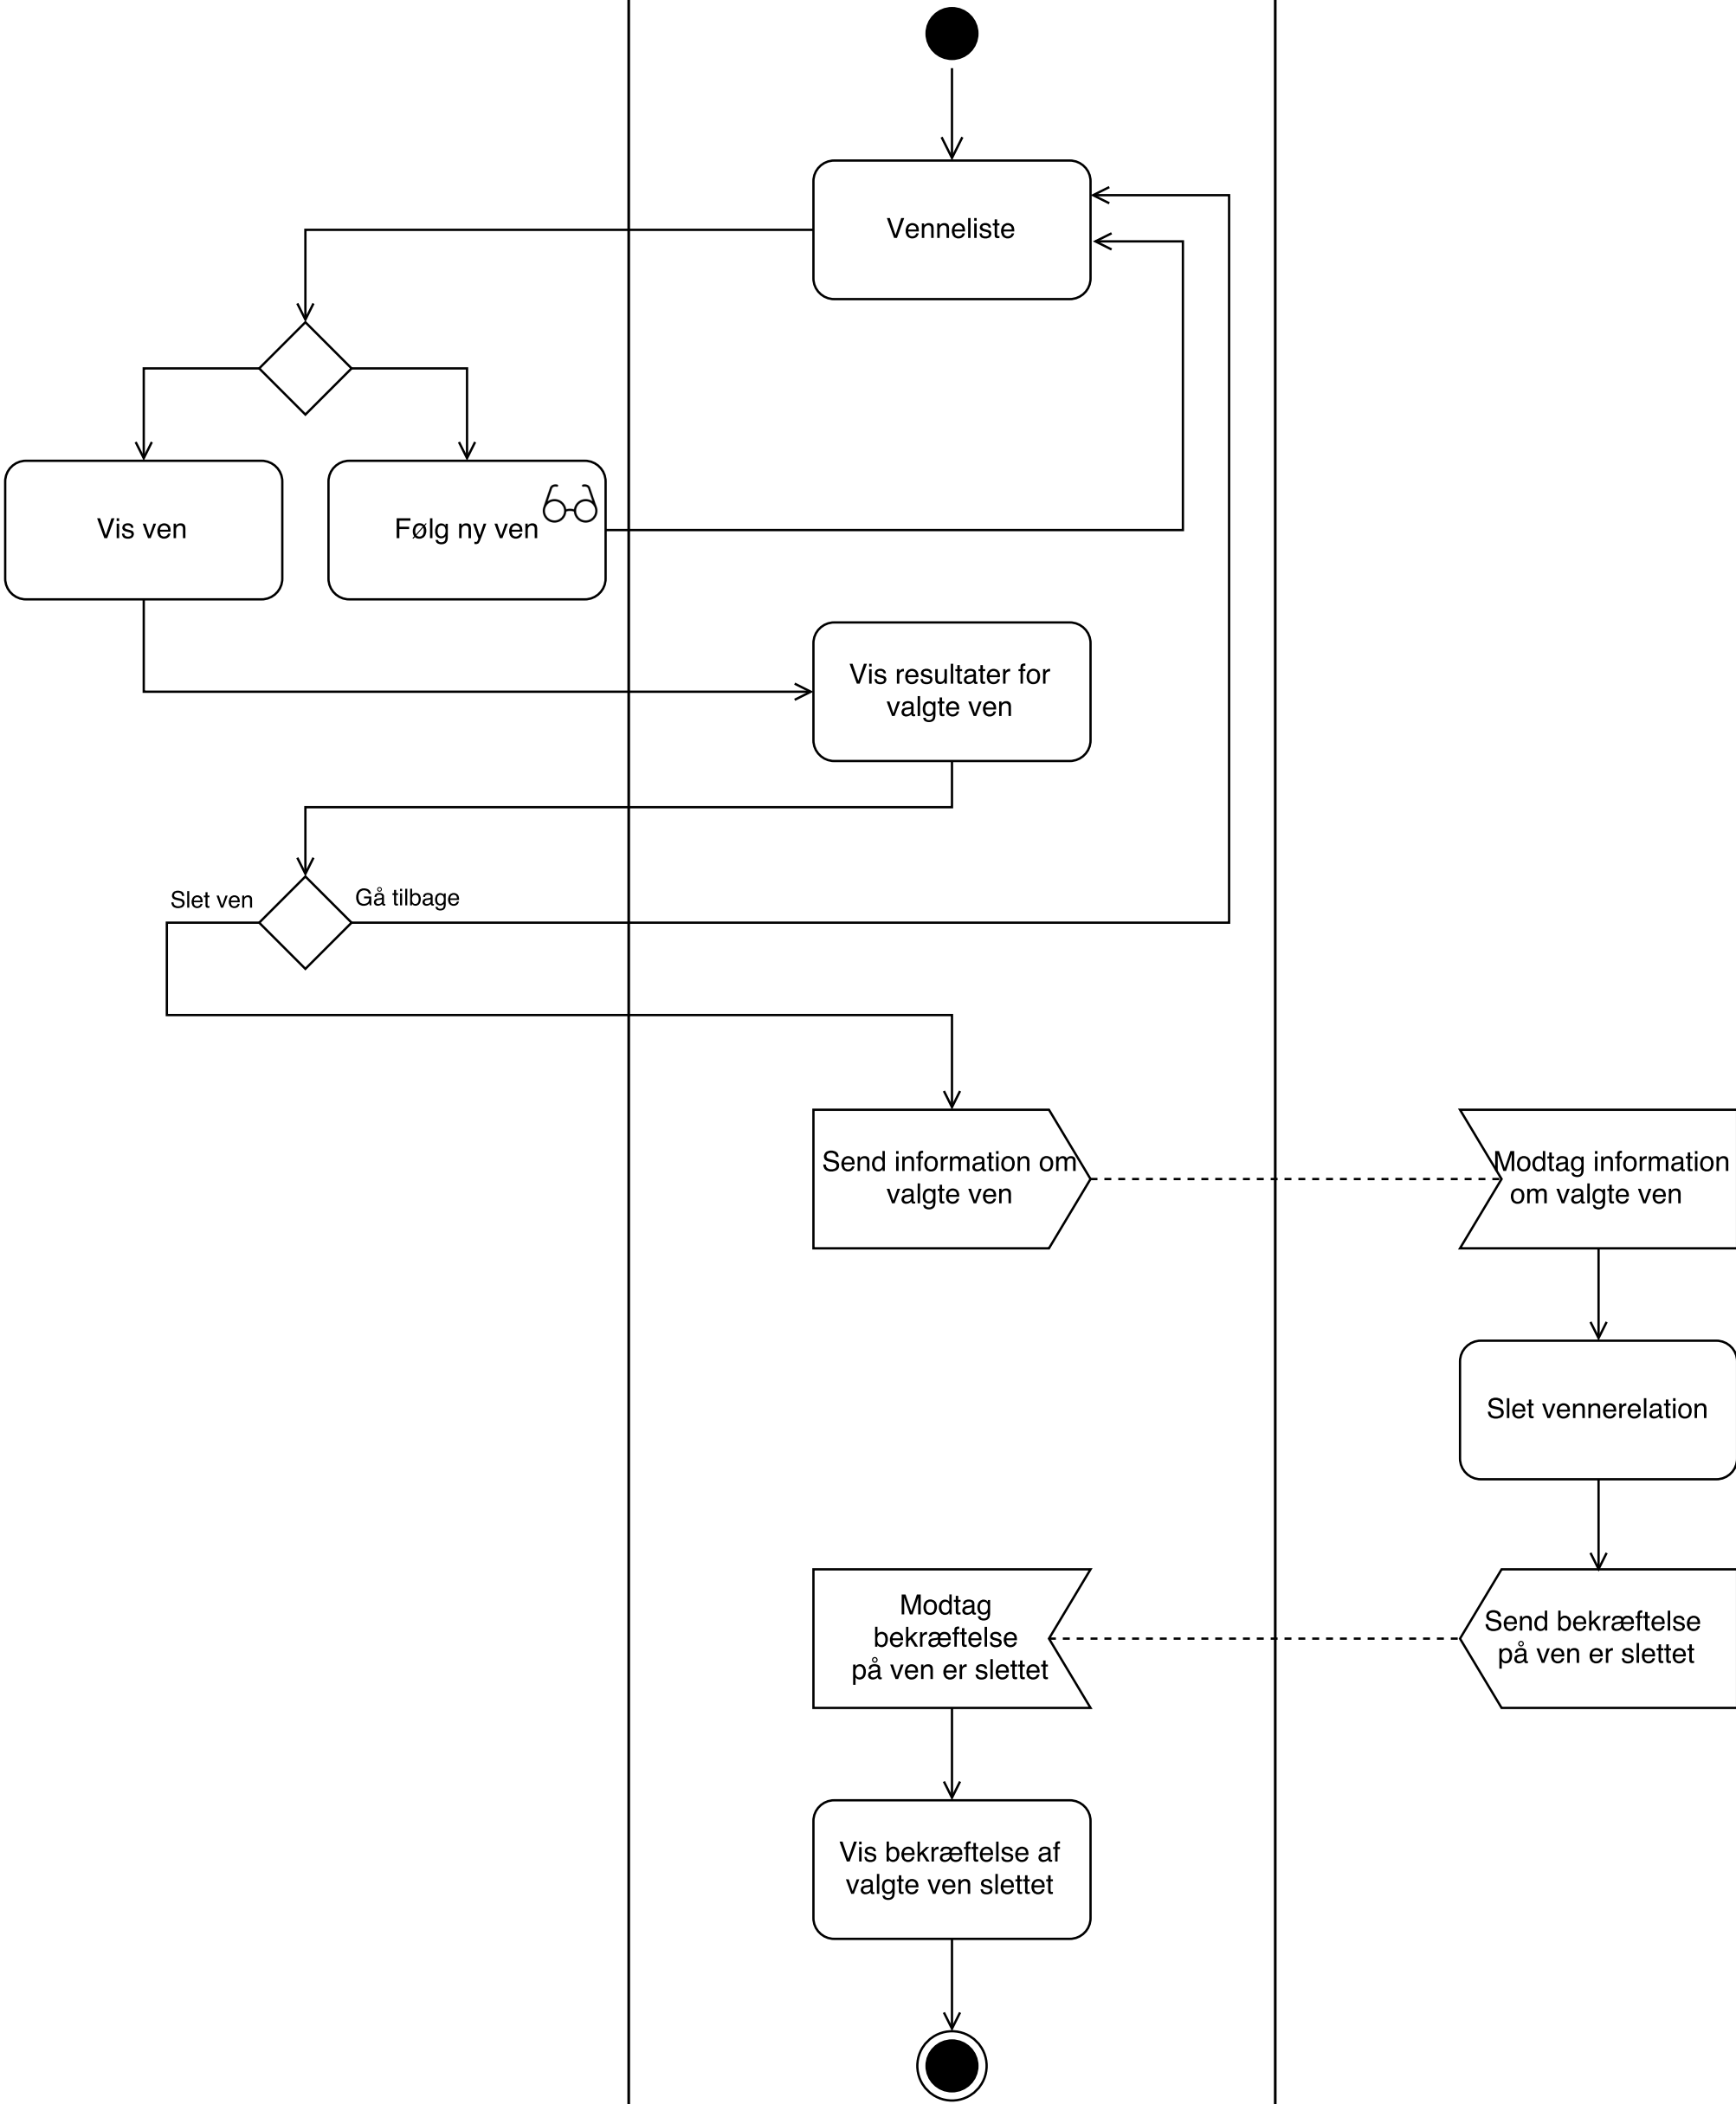 Venneliste
Vis ven
Følg ny ven
Vis resultater for
valgte ven
Slet ven
Gå tilbage
Send information om
valgte ven
Modtag information
om valgte ven
Slet vennerelation
Modtag
bekræftelse
på ven er slettet
Send bekræftelse
på ven er slettet
Vis bekræftelse af
valgte ven slettet